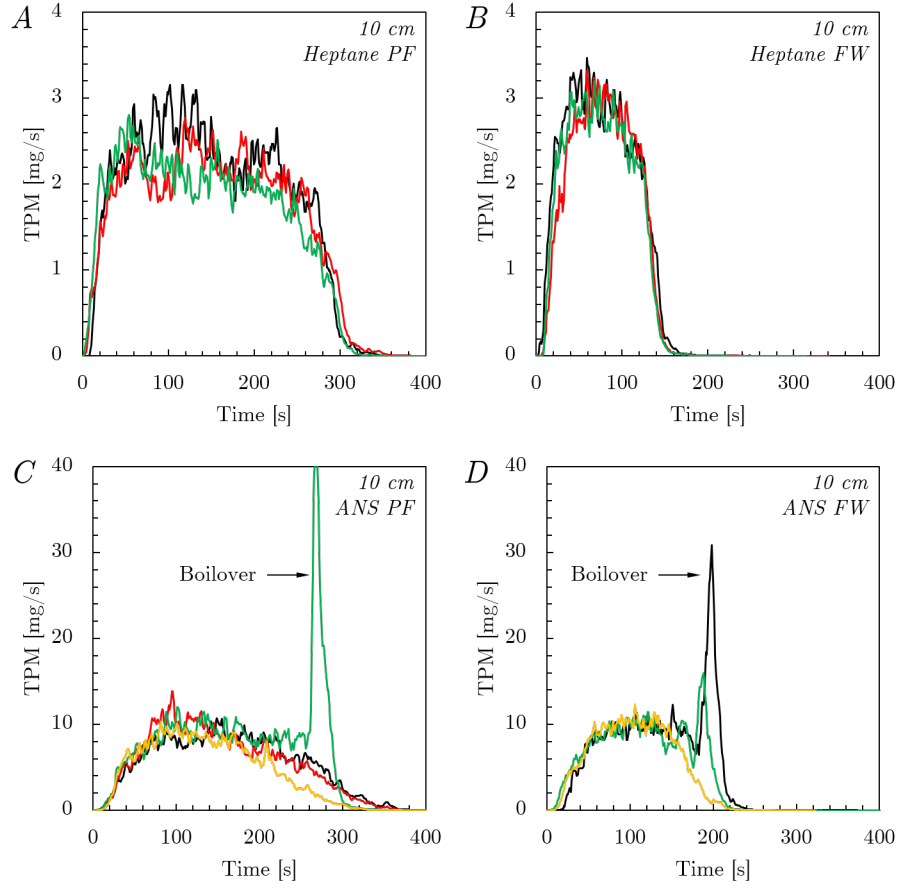 A
10 cm
Heptane PF
TPM [mg/s]
4
3
2
1
0
0 100 200 300 400
Time [s]
B
10 cm
Heptane FW
TPM [mg/s]
4
3
2
1
0
0 100 200 300 400
Time [s]
C
10 cm
ANS PF
Boilover
TPM [mg/s]
40
30
20
10
0
0 100 200 300 400
Time [s]
D
10 cm
ANS FW
Boilover
TPM [mg/s]
40
30
20
10
0
0 100 200 300 400
Time [s]